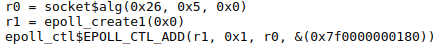 r0 = socket$alg(0x26, 0x5, 0x0)
r1 = epoll_create1(0x0)
epoll_ctl$EPOLL_CTL_ADD(r1, 0x1, r0, &(0x7f0000000180))